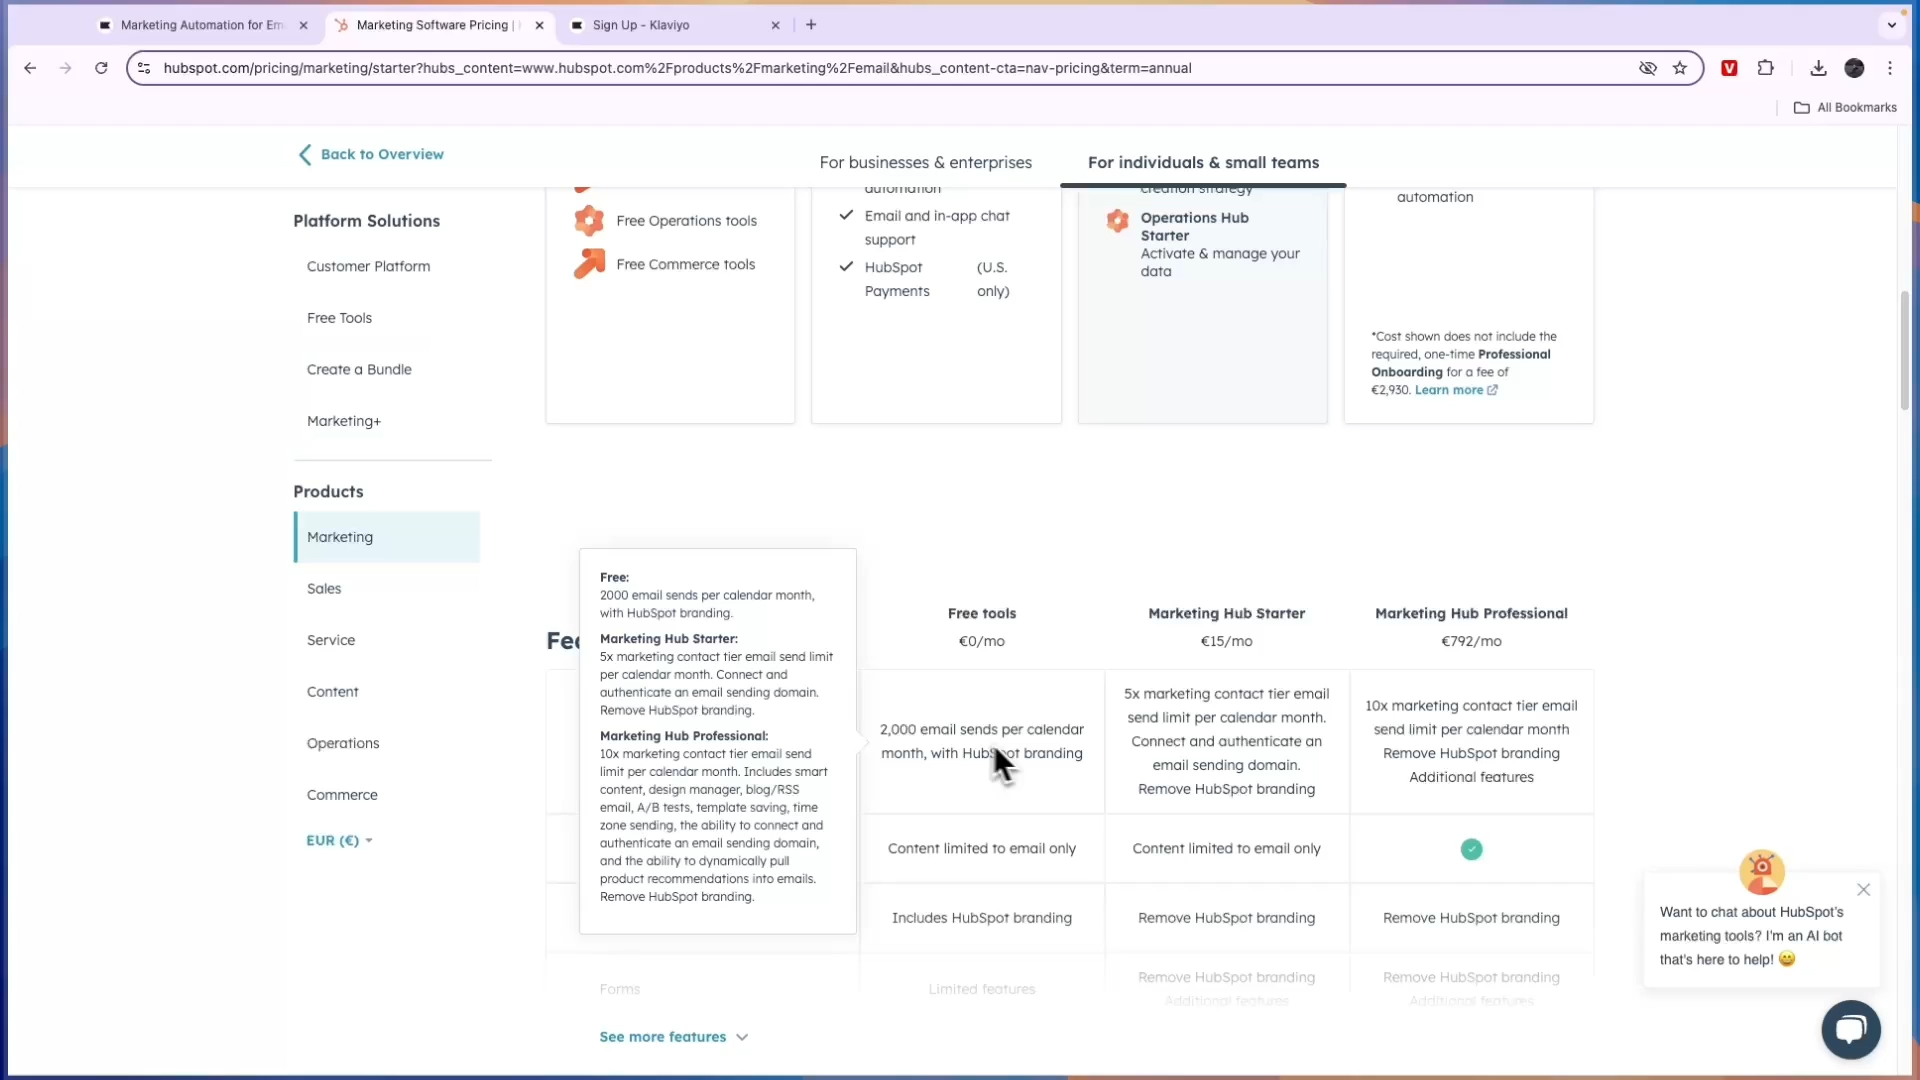 Marketing Automation for Em
Marketing Software Pricing |
Sign Up - Klaviyo
hubspot.com/pricing/marketing/starter?hubs_content=www.hubspot.com%2Fproducts%2Fmarketing%2Femail&hubs_content-cta=nav-pricing&term=annual
All Bookmarks
Back to Overview
For businesses & enterprises
For individuals & small teams
Platform Solutions
Customer Platform
Free Tools
Create a Bundle
Marketing+
Products
Marketing
Sales
Service
Content
Operations
Commerce
EUR (€)
Free Operations tools
Free Commerce tools
automation
Email and in-app chat
support
HubSpot (U.S.
Payments only)
creation strategy
Operations Hub
Starter
Activate & manage your
data
automation
*Cost shown does not include the
required, one-time Professional
Onboarding for a fee of
€2,930. Learn more
Free:
2000 email sends per calendar month,
with HubSpot branding.
Marketing Hub Starter:
5x marketing contact tier email send limit
per calendar month. Connect and
authenticate an email sending domain.
Remove HubSpot branding.
Marketing Hub Professional:
10x marketing contact tier email send
limit per calendar month. Includes smart
content, design manager, blog/RSS
email, A/B tests, template saving, time
zone sending, the ability to connect and
authenticate an email sending domain,
and the ability to dynamically pull
product recommendations into emails.
Remove HubSpot branding.
Free tools
€0/mo
Marketing Hub Starter
€15/mo
Marketing Hub Professional
€792/mo
2,000 email sends per calendar
month, with HubSpot branding
5x marketing contact tier email
send limit per calendar month.
Connect and authenticate an
email sending domain.
Remove HubSpot branding
10x marketing contact tier email
send limit per calendar month
Remove HubSpot branding
Additional features
Content limited to email only
Content limited to email only
Includes HubSpot branding
Remove HubSpot branding
Remove HubSpot branding
Forms
Limited features
Remove HubSpot branding
Additional features
Remove HubSpot branding
Additional features
See more features
Want to chat about HubSpot's
marketing tools? I'm an AI bot
that's here to help! 😄